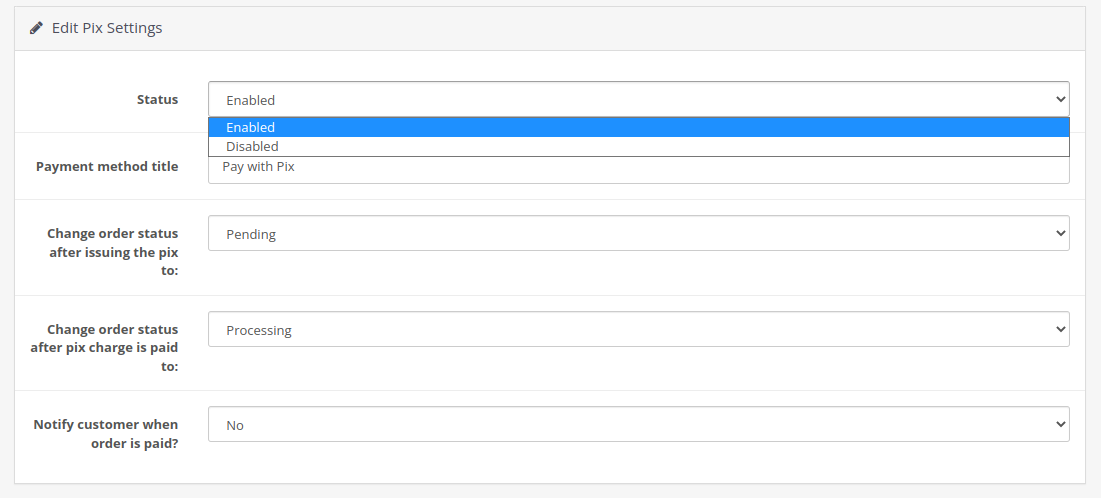 Edit Pix Settings
Status
Enabled
Enabled
Disabled
Payment method title
Pay with Pix
Change order status
after issuing the pix
to:
Pending
Change order status
after pix charge is paid
to:
Processing
Notify customer when
order is paid?
No